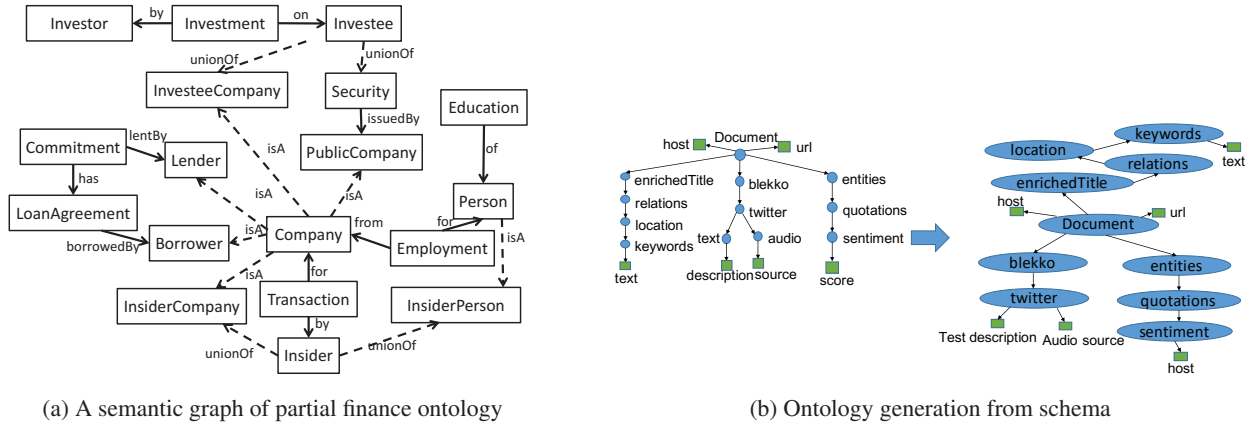 Investor
by
Investment
on
Investee
unionOf
unionOf
InvesteeCompany
Security
Education
issuedBy
Commitment
lentBy
Lender
isA
PublicCompany
of
has
isA
isA
LoanAgreement
Person
borrowedBy
Borrower
isA
Company
from
for
Employment
isA
isA
for
InsiderCompany
Transaction
InsiderPerson
by
unionOf
Insider
unionOf
(a) A semantic graph of partial finance ontology
Document
host
url
enrichedTitle
blekko
entities
relations
twitter
quotations
location
text
audio
sentiment
keywords
text
description
source
score
keywords
location
relations
text
enrichedTitle
host
url
Document
blekko
entities
twitter
quotations
Test description
Audio source
sentiment
host
(b) Ontology generation from schema